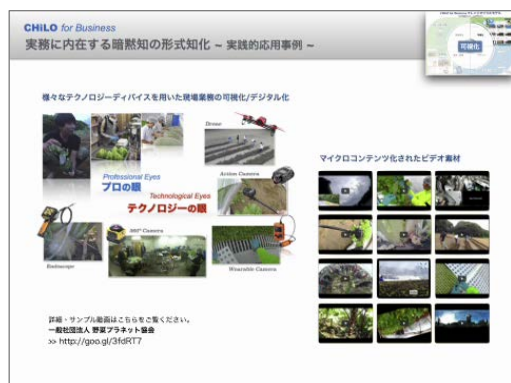 CHiLO for Business
実務に内在する暗黙知の形式知化 ~ 実践的応用事例 ~
可視化
様々なテクノロジーディバイスを用いた現場業務の可視化/デジタル化
Drone
Action Camera
Professional Eyes
プロの眼
Technological Eyes
テクノロジーの眼
360° Camera
Endoscope
Wearable Camera
マイクロコンテンツ化されたビデオ素材
詳細・サンプル動画はこちらをご覧ください。
一般社団法人 野菜プラネット協会
>> http://goo.gl/3fdRT7